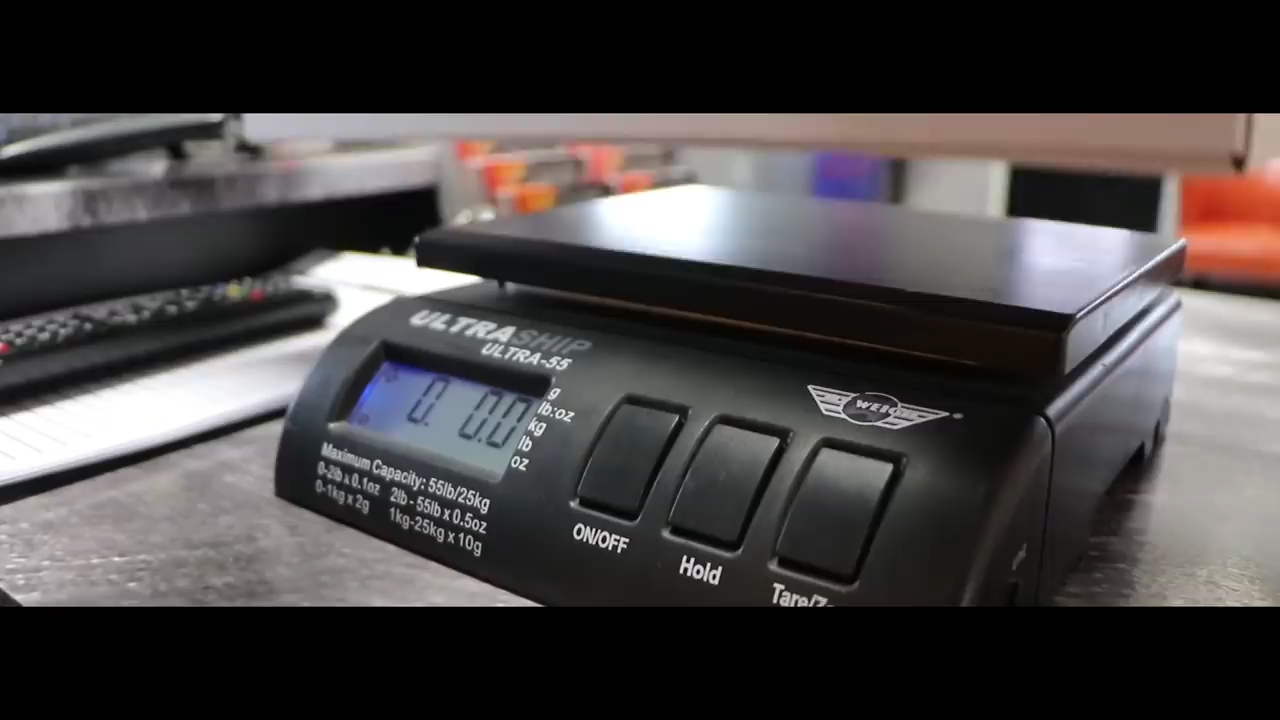 ULTRASHIP
ULTRA-55
0. 0.0
g
lb:oz
kg
lb
oz
Maximum Capacity: 55lb/25kg
0-2lb x 0.1oz 2lb - 55lb x 0.5oz
0-1kg x 2g 1kg-25kg x 10g
ON/OFF
Hold
Tare/Z